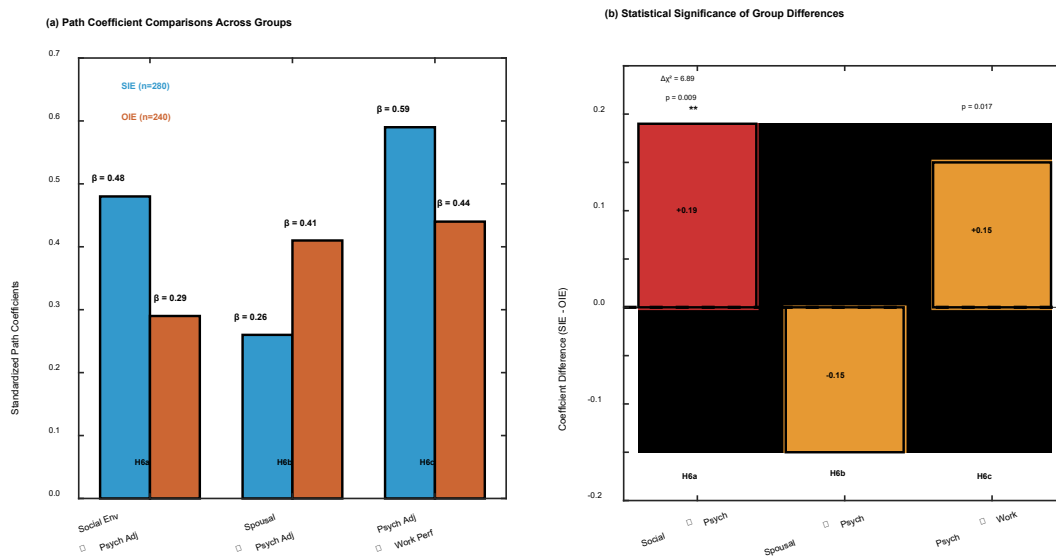 (a) Path Coefficient Comparisons Across Groups
0.7
0.6
0.5
0.4
0.3
0.2
0.1
0.0
Standardized Path Coefficients
SIE (n=280)
OIE (n=240)
β = 0.48
β = 0.29
β = 0.26
β = 0.41
β = 0.59
β = 0.44
H6a
H6b
H6c
Social Env
□ Psych Adj
Spousal
□ Psych Adj
Psych Adj
□ Work Perf
(b) Statistical Significance of Group Differences
0.2
0.1
0.0
-0.1
-0.2
Coefficient Difference (SIE - OIE)
Δχ² = 6.89
p = 0.009
**
p = 0.017
+0.19
-0.15
+0.15
H6a
H6b
H6c
Social □ Psych
Spousal □ Psych
Psych □ Work